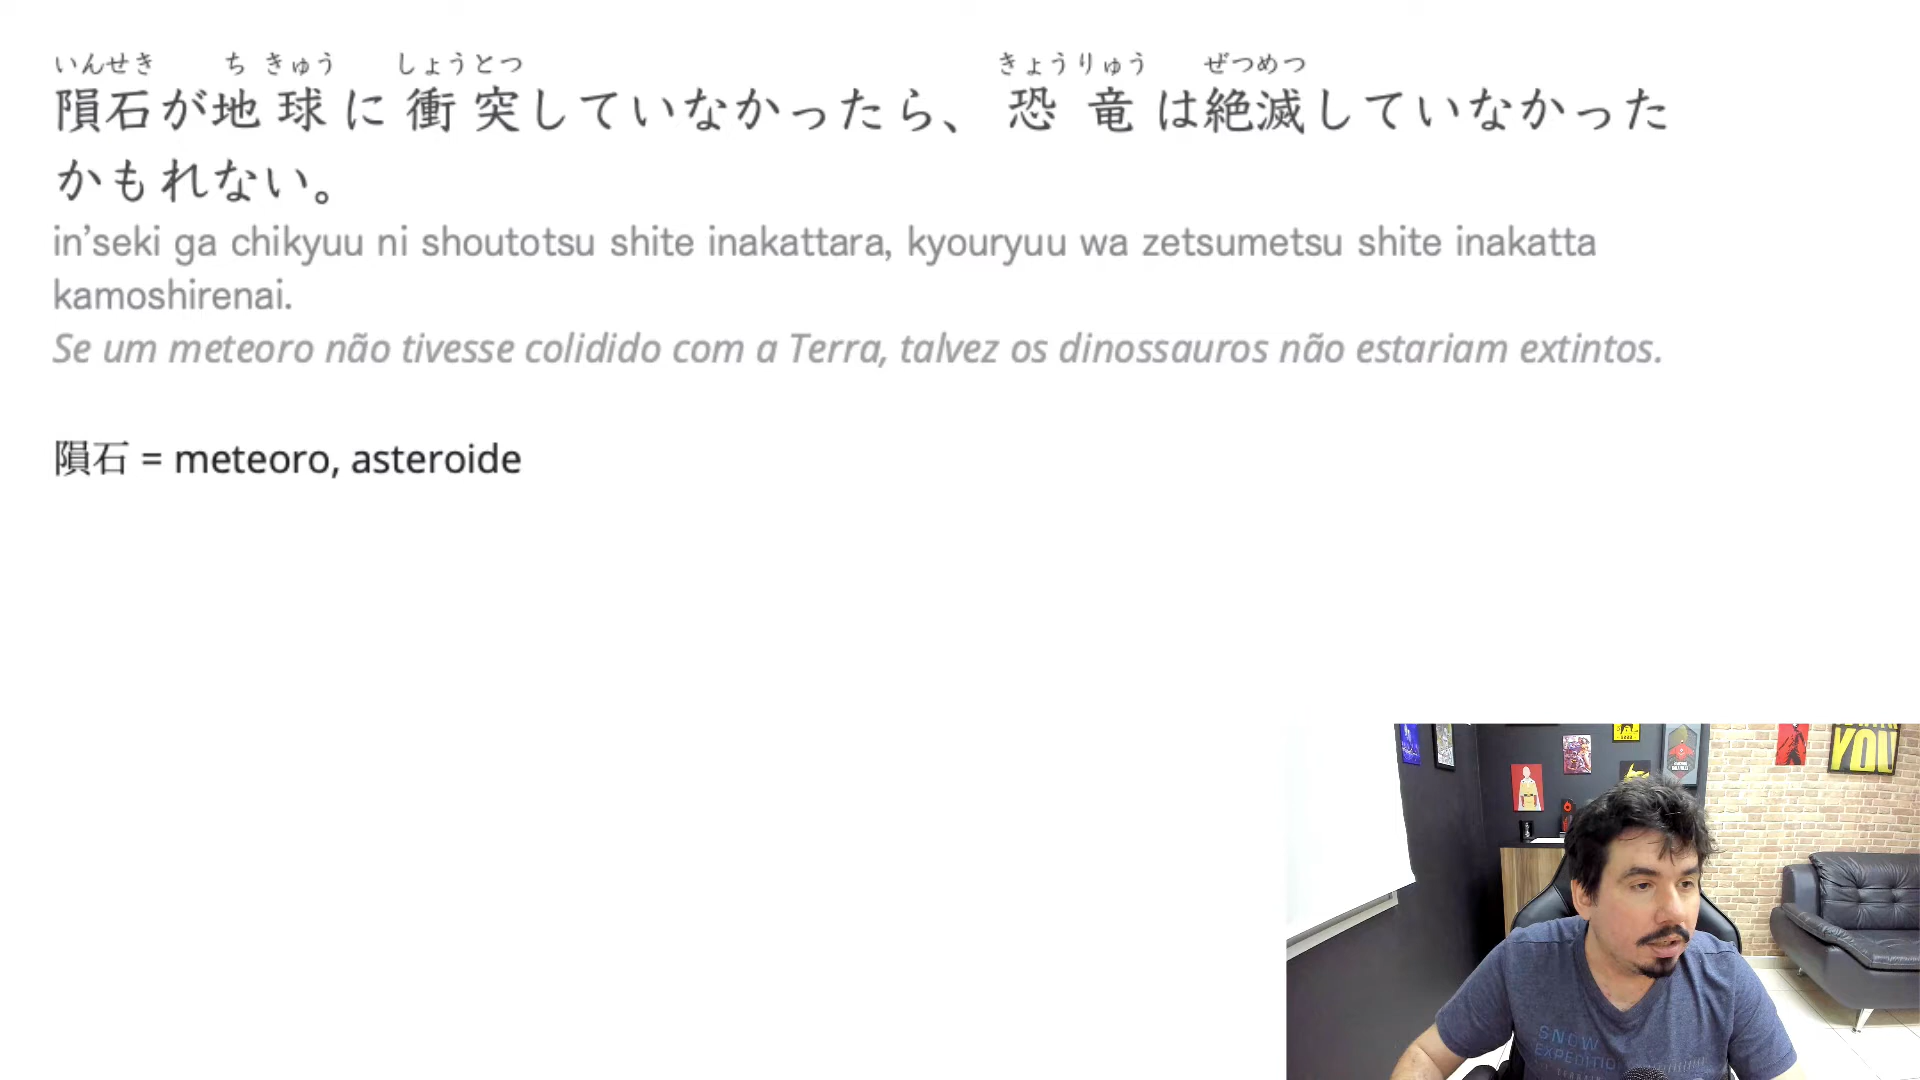 いんせき ち きゅう しょうとつ きょうりゅう ぜつめつ
隕石が地球に衝突していなかったら、恐竜は絶滅していなかった
かもれない。
in’seki ga chikyuu ni shoutotsu shite inakattara, kyouryuu wa zetsumetsu shite inakatta
kamoshirenai.
Se um meteoro não tivesse colidido com a Terra, talvez os dinossauros não estariam extintos.
隕石 = meteoro, asteroide
YOU
SNOW
EXPEDITIO